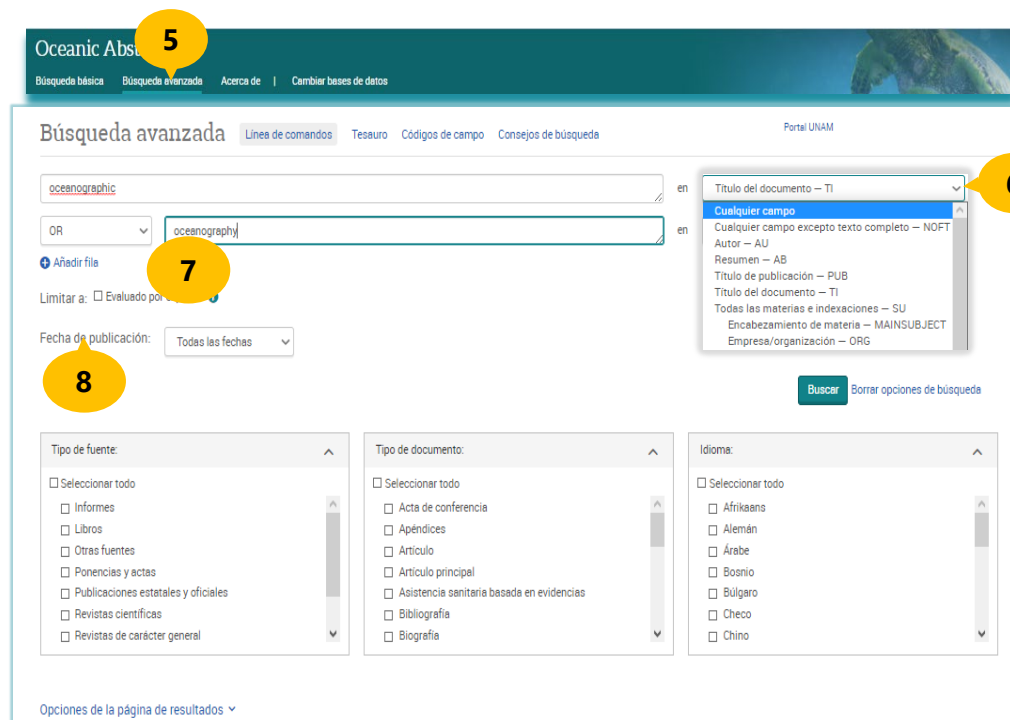 5
Oceanic Abst
Búsqueda básica Búsqueda avanzada Acerca de | Cambiar bases de datos
Búsqueda avanzada Línea de comandos Tesauro Códigos de campo Consejos de búsqueda Portal UNAM
oceanographic en Título del documento — TI
Cualquier campo
OR oceanography en Cualquier campo excepto texto completo — NOFT
Autor — AU
Añadir fila Resumen — AB
7 Título de publicación — PUB
Título del documento — TI
Limitar a: Evaluado por
Todas las materias e indexaciones — SU
Encabezamiento de materia — MAINSUBJECT
Fecha de publicación: Todas las fechas Empresa/organización — ORG
8
Buscar Borrar opciones de búsqueda
Tipo de fuente: Tipo de documento: Idioma:
Seleccionar todo Seleccionar todo Seleccionar todo
Informes Acta de conferencia Afrikaans
Libros Apéndices Alemán
Otras fuentes Artículo Árabe
Ponencias y actas Artículo principal Bosnio
Publicaciones estatales y oficiales Asistencia sanitaria basada en evidencias Búlgaro
Revistas científicas Bibliografía Checo
Revistas de carácter general Biografía Chino
Opciones de la página de resultados